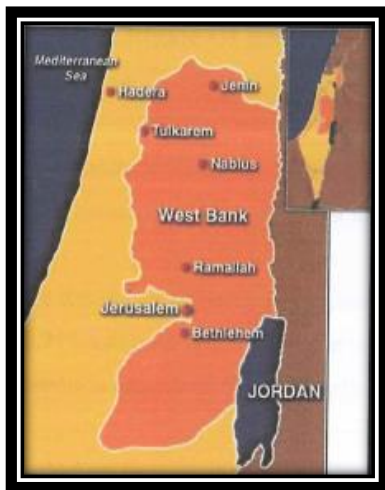 Mediterranean
Sea
Hadera
Jenin
Tulkarem
Nablus
West Bank
Ramallah
Jerusalem
Bethlehem
JORDAN